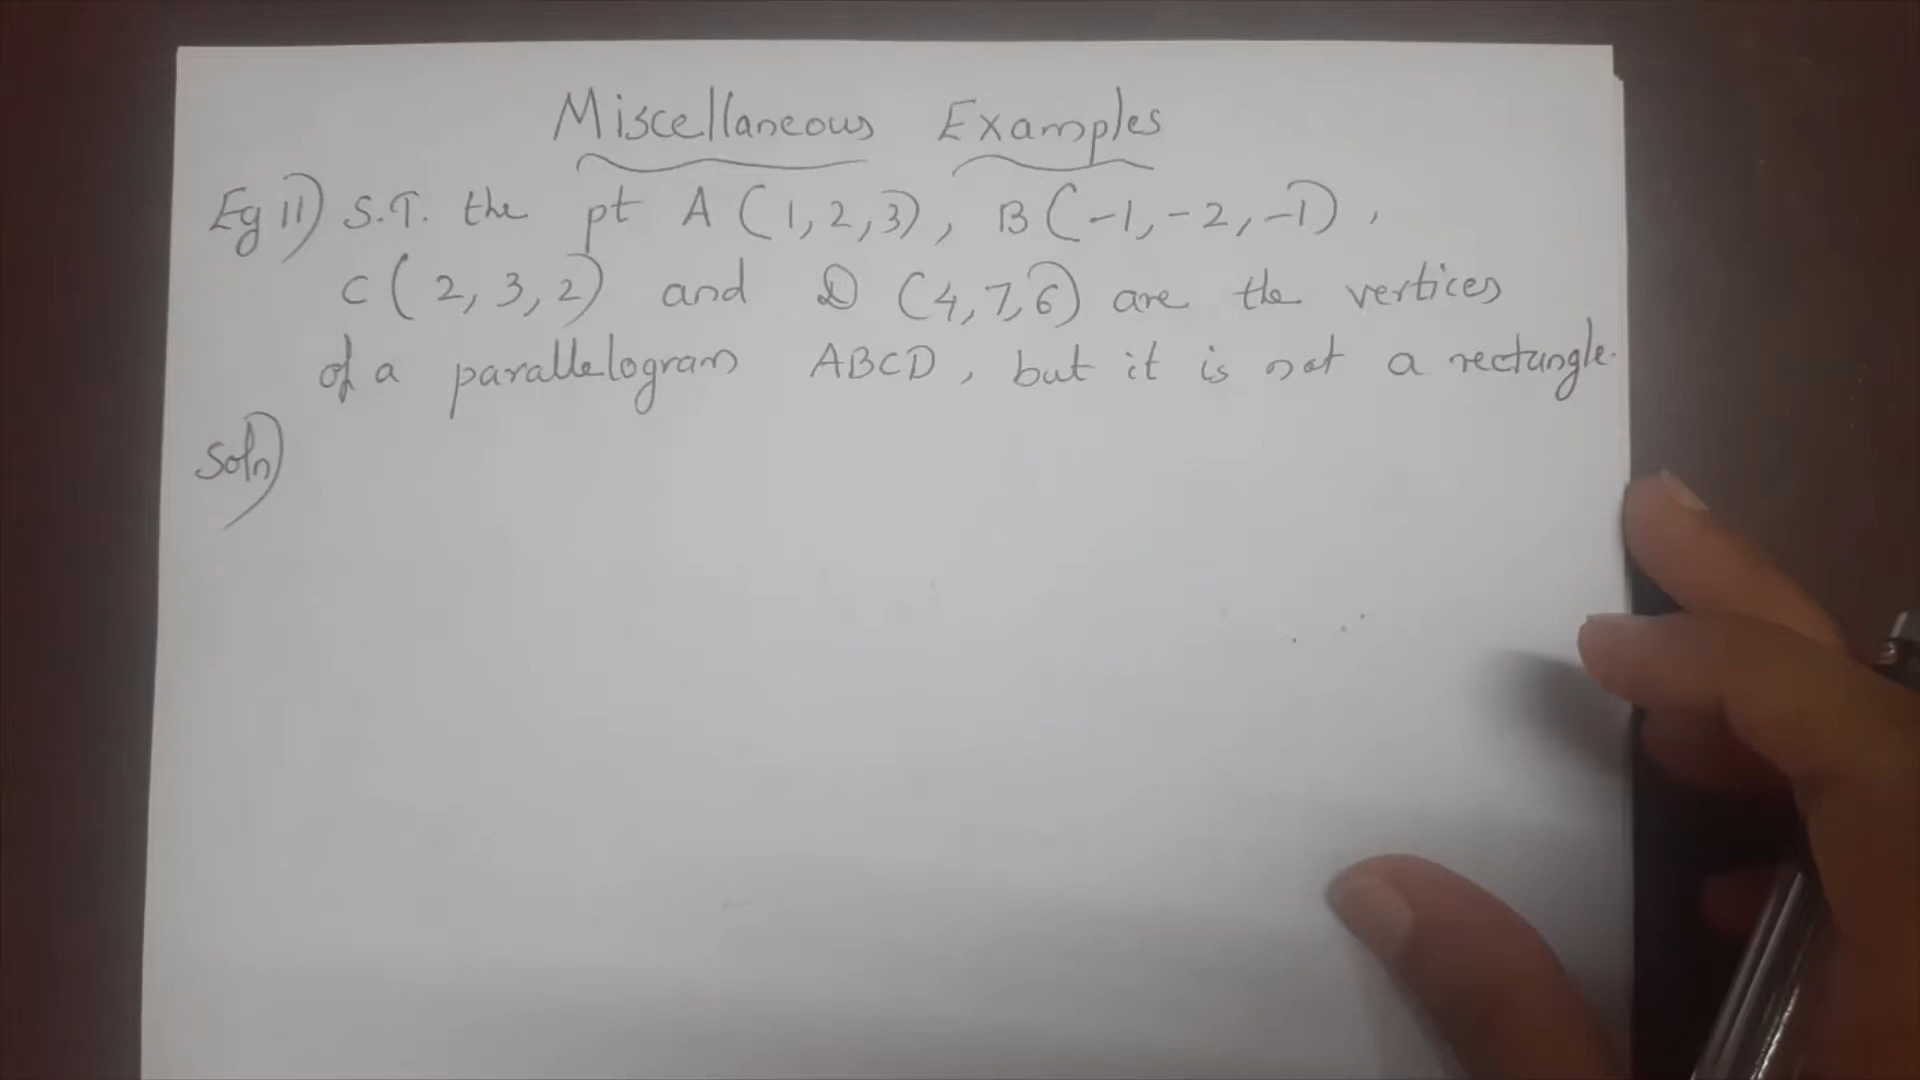 Miscellaneous Examples
Eg 11) S.T. the pt A (1,2,3), B (-1, -2, -1),
C (2, 3, 2) and D (4,7,6) are the vertices
of a parallelogram ABCD, but it is not a rectangle.
Soln)